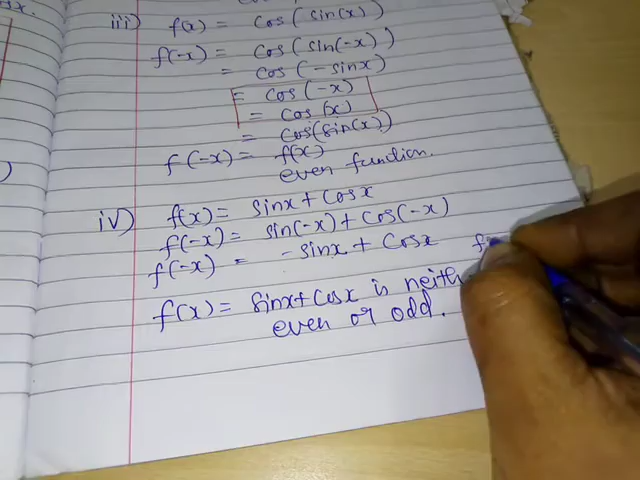 iii) f(x) = cos(sin(x))
f(-x) = cos(sin(-x))
= cos(-sinx)
= cos(-x)
= cos(x)
= cos(sin(x))
f(-x) = f(x)
even function.
iv) f(x) = sinx + cosx
f(-x) = sin(-x) + cos(-x)
f(-x) = -sinx + cosx
f(x) = sinx + cosx is neith
even or odd.